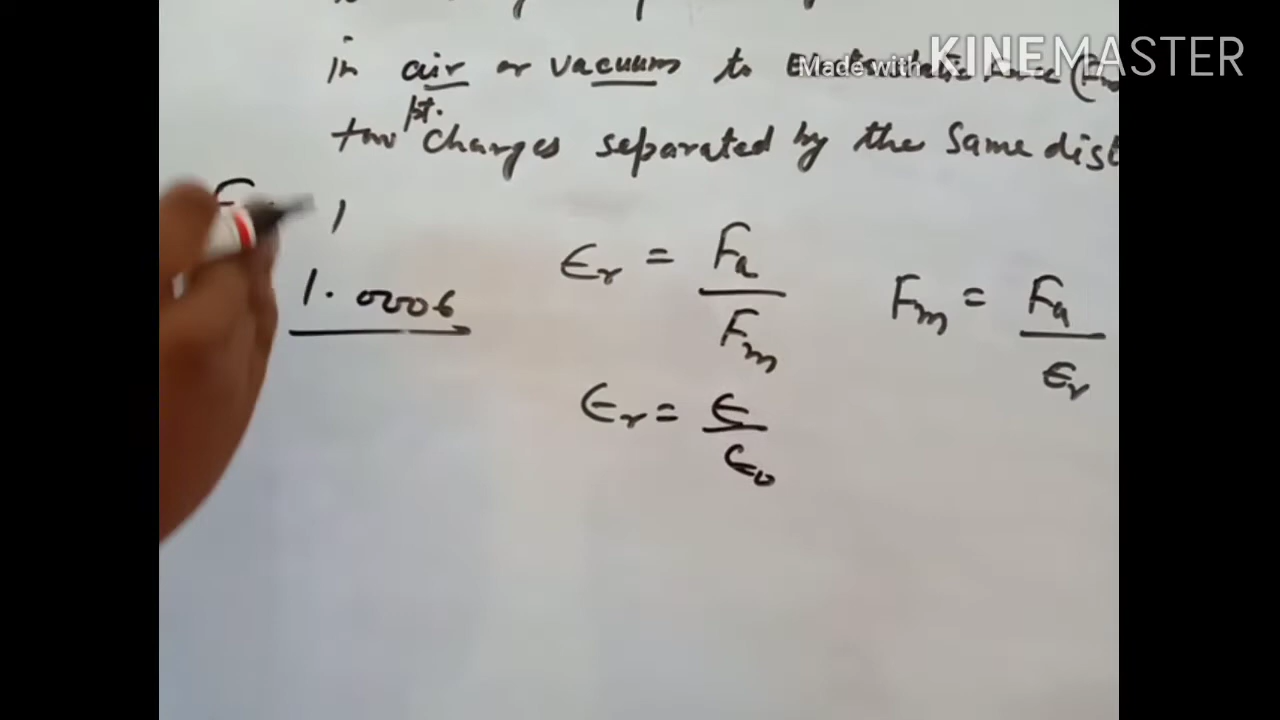 in air or vacuum to
Made with KINEMASTER
pt.
two charges separated by the same dist
1
1.0006
εr = Fa / Fm
Fm = Fa / εr
εr = ε / ε0